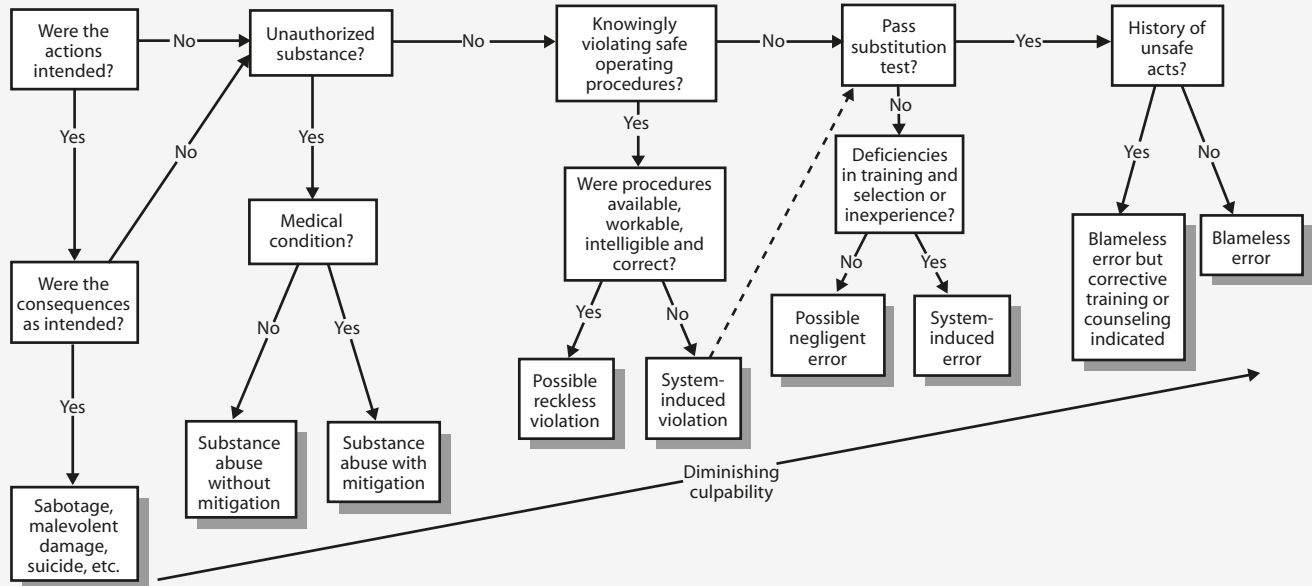 Were the
actions
intended?
No
Unauthorized
substance?
No
Knowingly
violating safe
operating
procedures?
No
Pass
substitution
test?
Yes
History of
unsafe
acts?
Yes
No
Yes
Yes
No
Yes
No
Were the
consequences
as intended?
Medical
condition?
Were procedures
available,
workable,
intelligible and
correct?
Deficiencies
in training and
selection or
inexperience?
Blameless
error but
corrective
training or
counseling
indicated
Blameless
error
Yes
No
Yes
Yes
No
No
Yes
Sabotage,
malevolent
damage,
suicide, etc.
Substance
abuse
without
mitigation
Substance
abuse with
mitigation
Possible
reckless
violation
System-
induced
violation
Possible
negligent
error
System-
induced
error
Diminishing
culpability